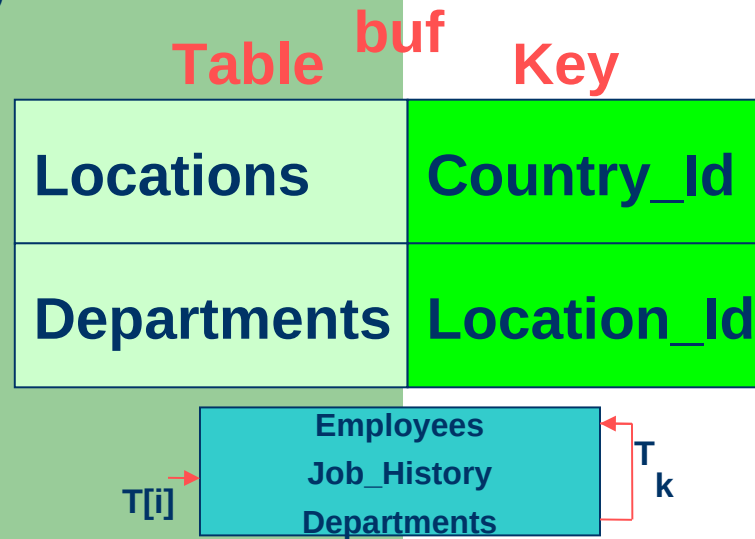 buf
Table Key
Locations Country_Id
Departments Location_Id
Employees
T
Job_History
k
T[i]
Departments